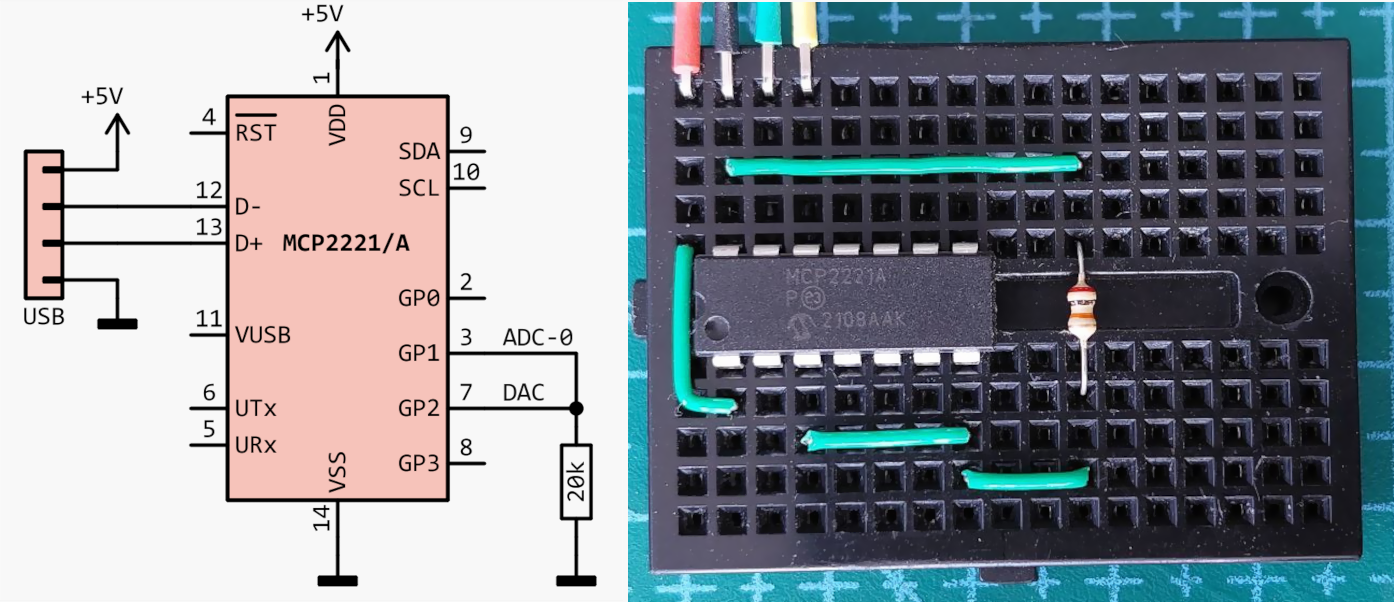 +5V
+5V
1
VDD
4
RST
9
SDA
10
SCL
12
D-
13
D+
MCP2221/A
USB
2
GP0
11
VUSB
3
GP1
ADC-0
6
UTx
7
GP2
DAC
5
URx
8
GP3
VSS
14
20k
MCP2221A
P e3
2108AAK